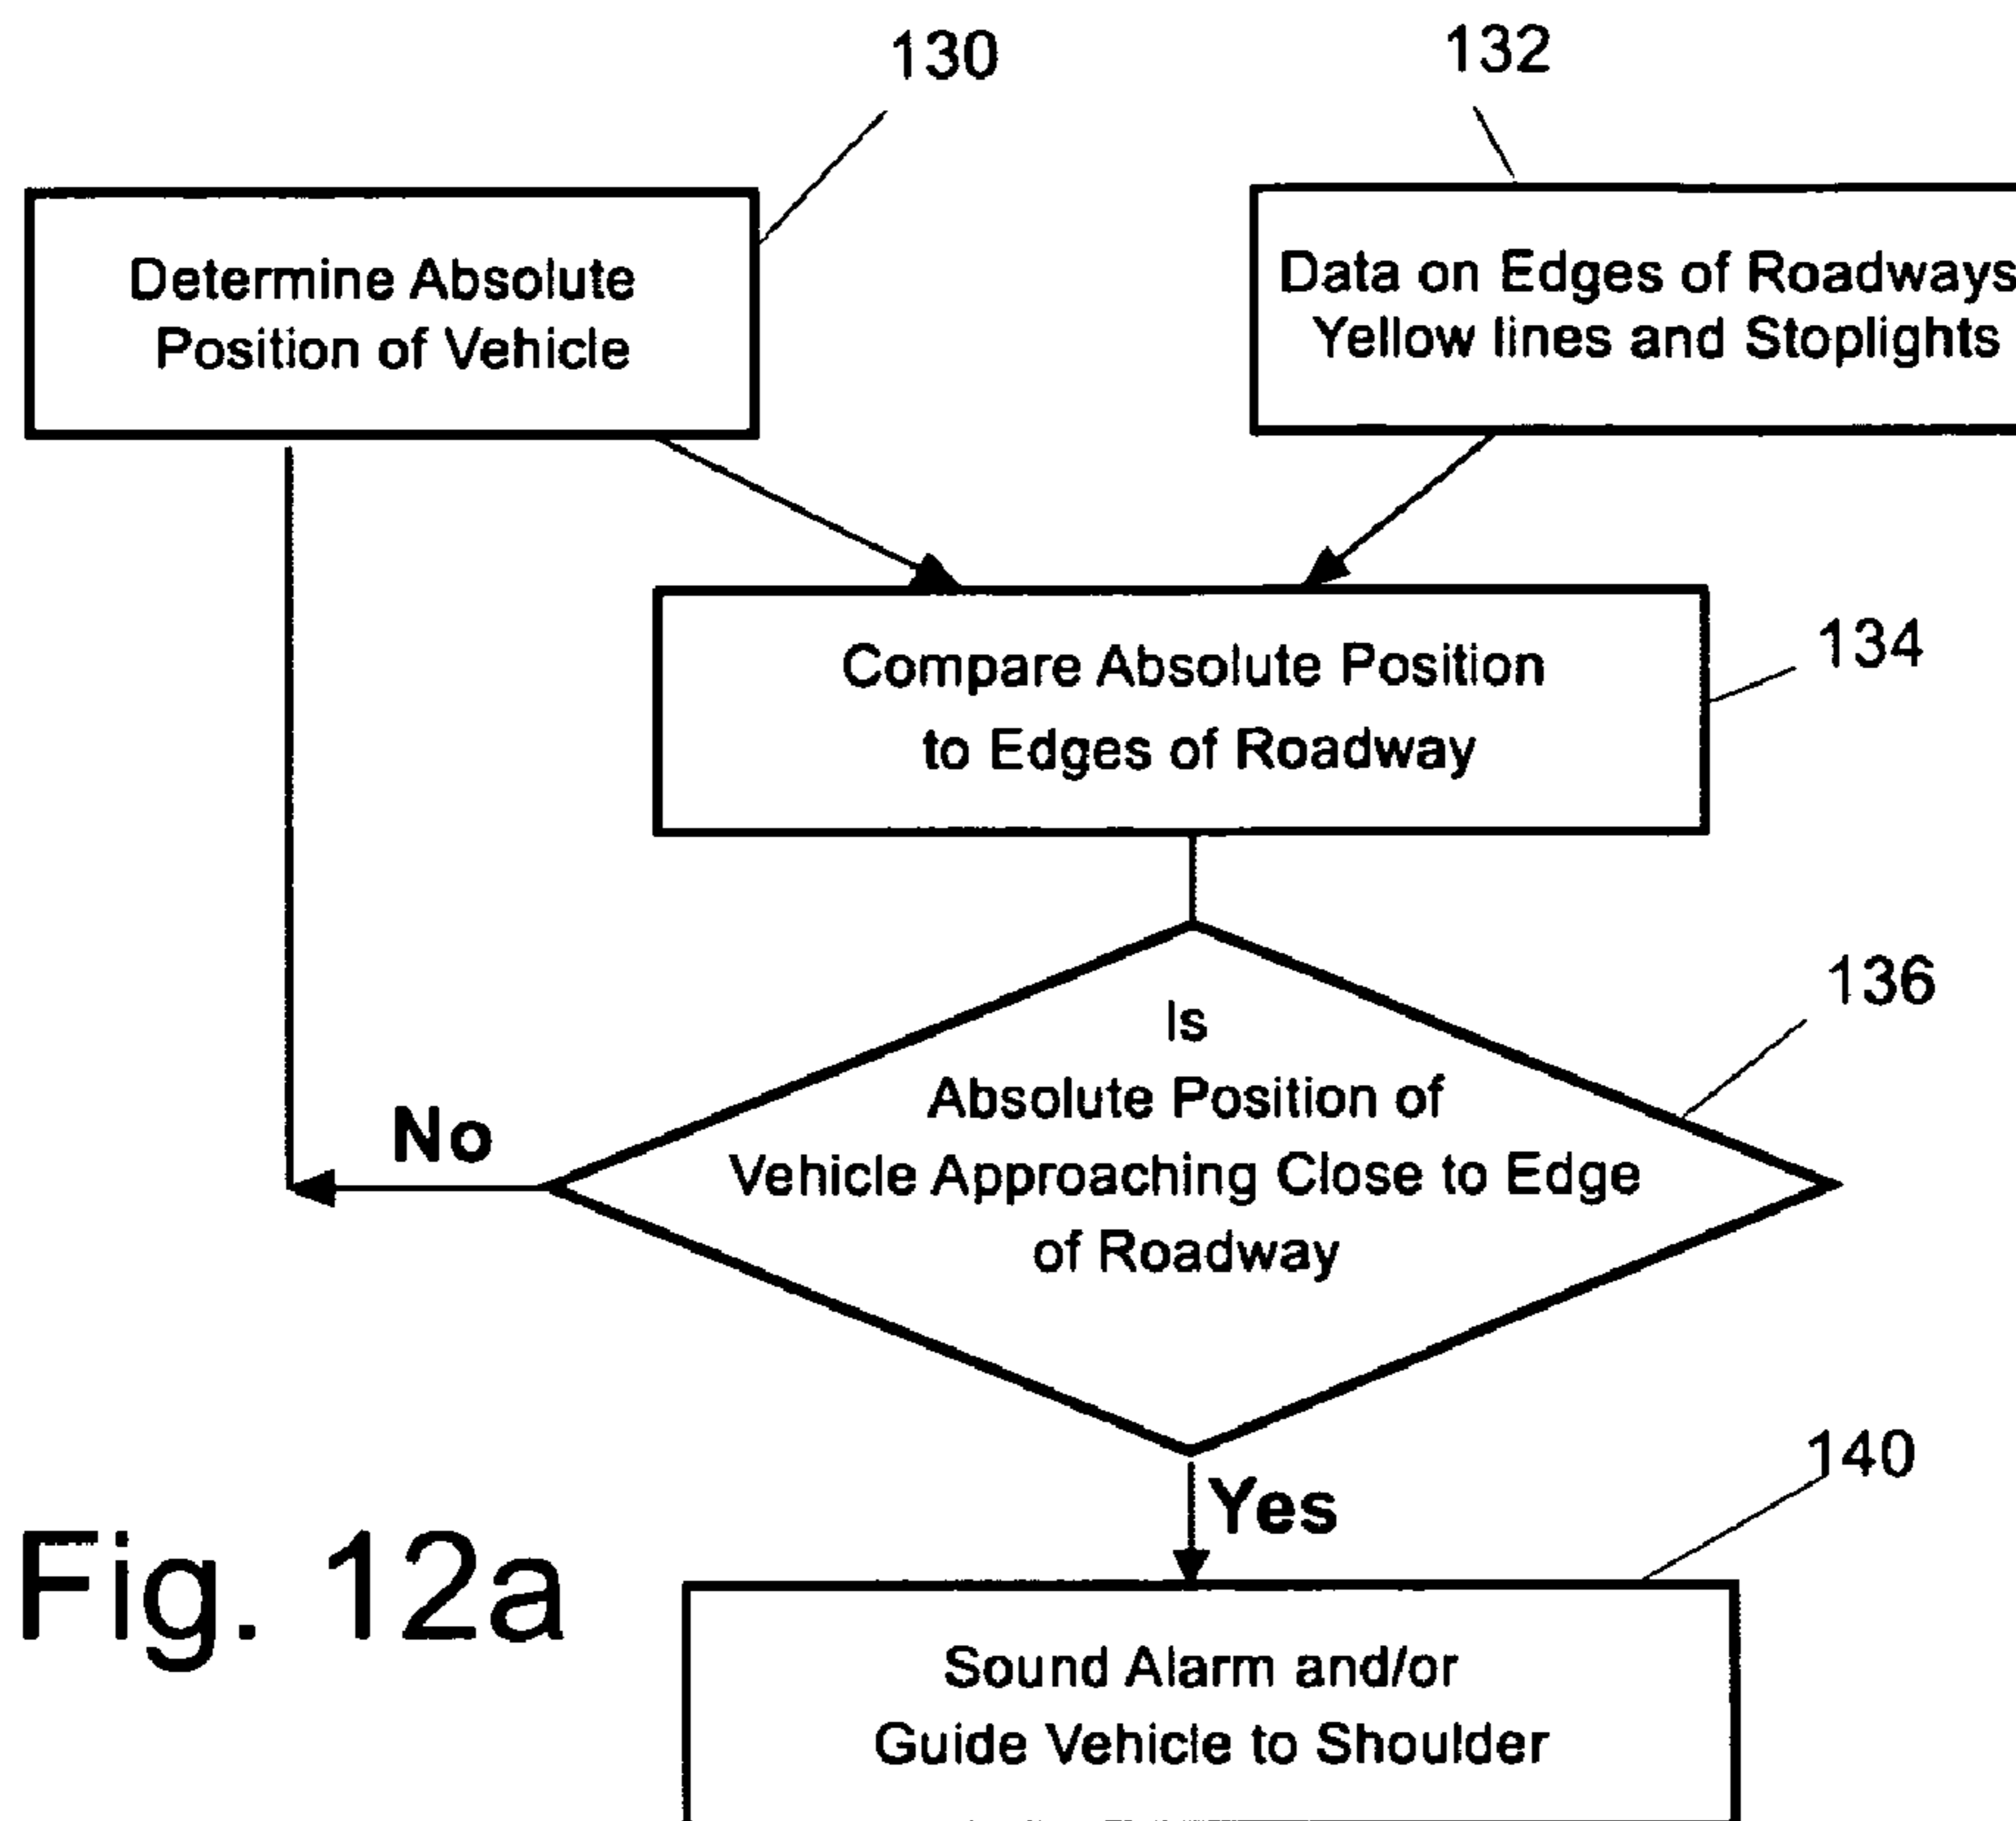 130
132
Determine Absolute
Position of Vehicle
Data on Edges of Roadways
Yellow lines and Stoplights
Compare Absolute Position
to Edges of Roadway
134
Is
Absolute Position of
Vehicle Approaching Close to Edge
of Roadway
136
No
Yes
140
Sound Alarm and/or
Guide Vehicle to Shoulder
Fig. 12a